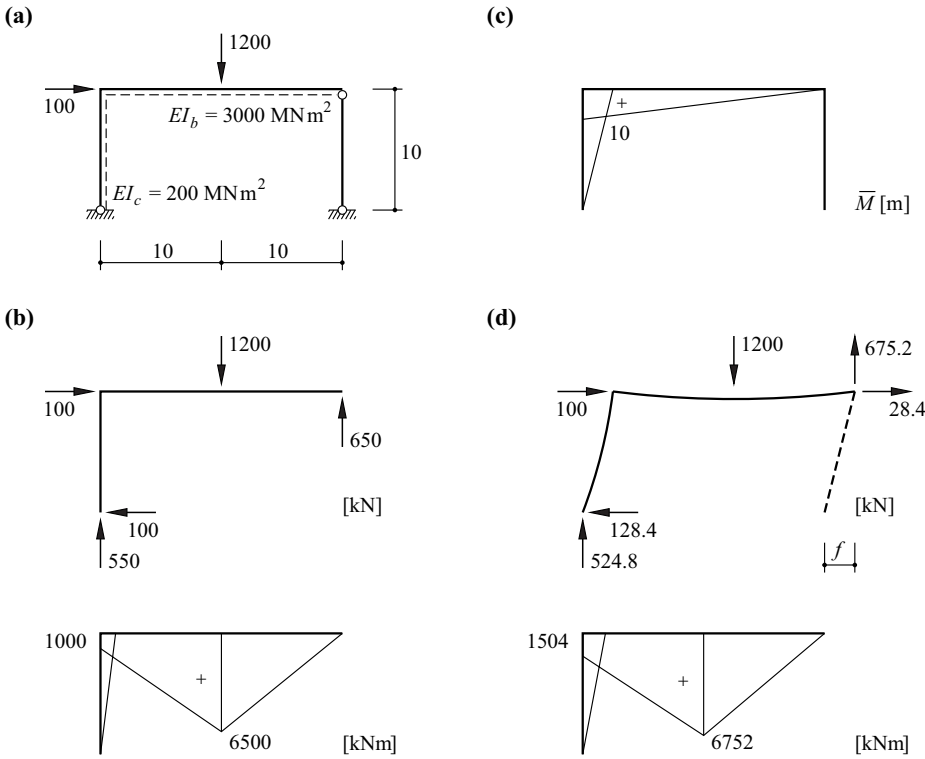 (a)
1200
100
EI_b = 3000 MNm²
10
EI_c = 200 MNm²
10 10
(c)
+
10
M̅ [m]
(b)
1200
100
650
[kN]
100
550
1000
+
6500
[kNm]
(d)
675.2
1200
100
28.4
[kN]
128.4
f
524.8
1504
+
6752
[kNm]